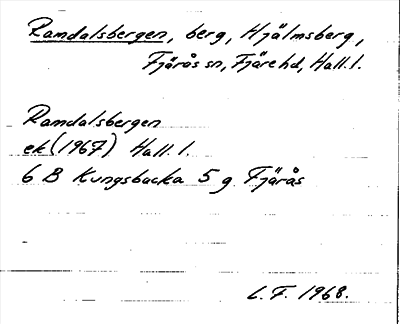 Ramdalsbergen, berg, Hjälmsberg,
Fjärås sn, Fjäre hd, Hall. l.
Ramdalsbergen
ek (1967) Hall. l.
6 B Kungsbacka 5 g Fjärås
L.F. 1968.